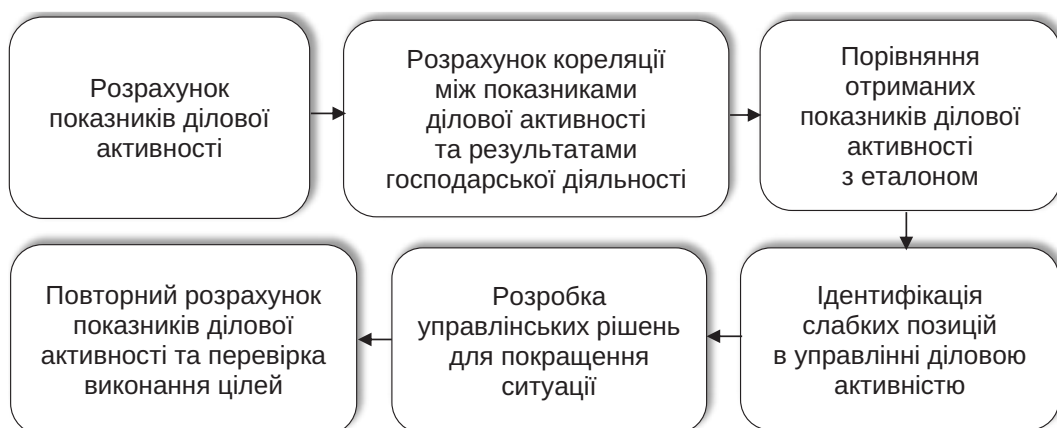 Розрахунок
показників ділової
активності
Розрахунок кореляції
між показниками
ділової активності
та результатами
господарської діяльності
Порівняння
отриманих
показників ділової
активності
з еталоном
Ідентифікація
слабких позицій
в управлінні діловою
активністю
Розробка
управлінських рішень
для покращення
ситуації
Повторний розрахунок
показників ділової
активності та перевірка
виконання цілей